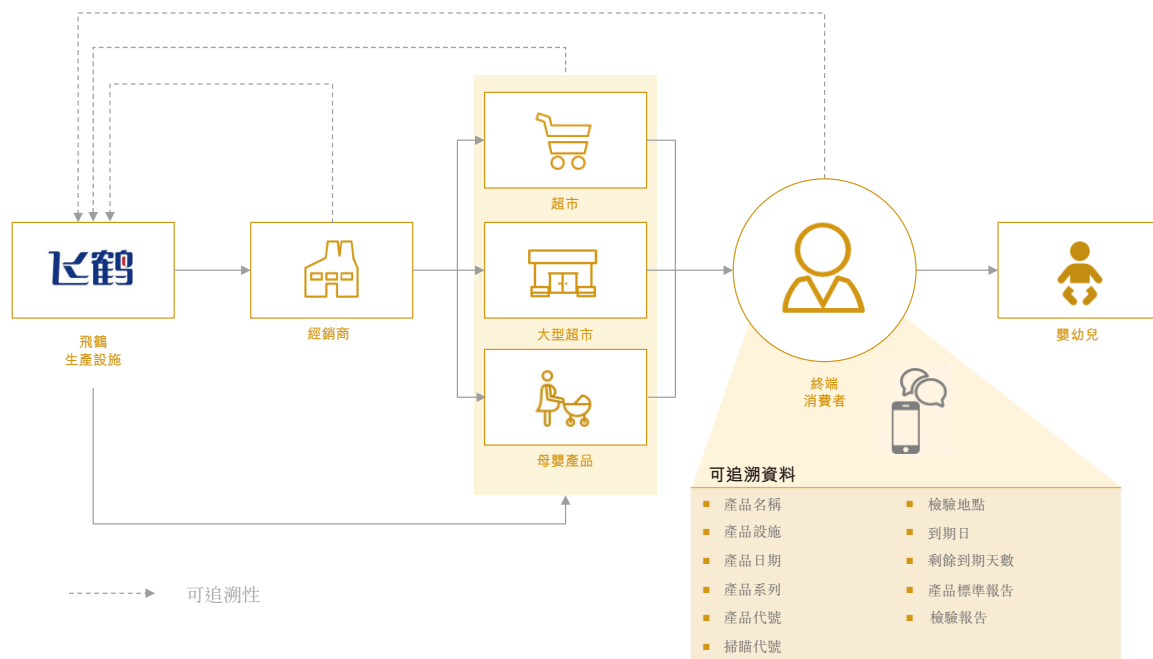 超市
飞鹤
飛鶴
生產設施
經銷商
大型超市
母嬰產品
終端
消費者
嬰幼兒
可追溯資料
產品名稱
產品設施
產品日期
產品系列
產品代號
掃瞄代號
檢驗地點
到期日
剩餘到期天數
產品標準報告
檢驗報告
可追溯性